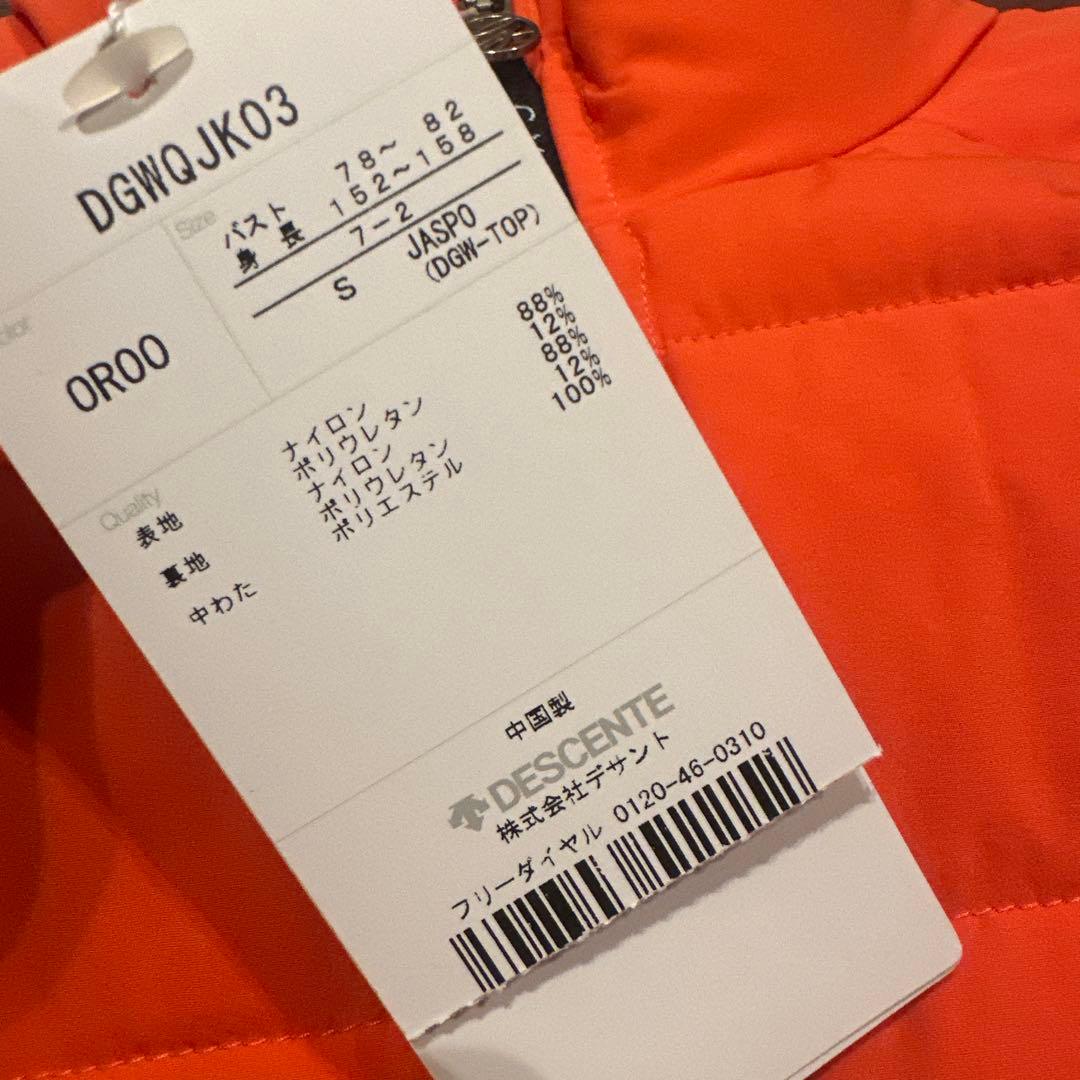 DGWQJK03
Size
バスト 78～ 82
身 長 152～158
7-2
S JASPO
(DGW-TOP)
OR00
Quality
表地 ナイロン 88%
ポリウレタン 12%
裏地 ナイロン 88%
ポリウレタン 12%
中わた ポリエステル 100%
中国製
DESCENTE
株式会社デサント
フリーダイヤル 0120-46-0310